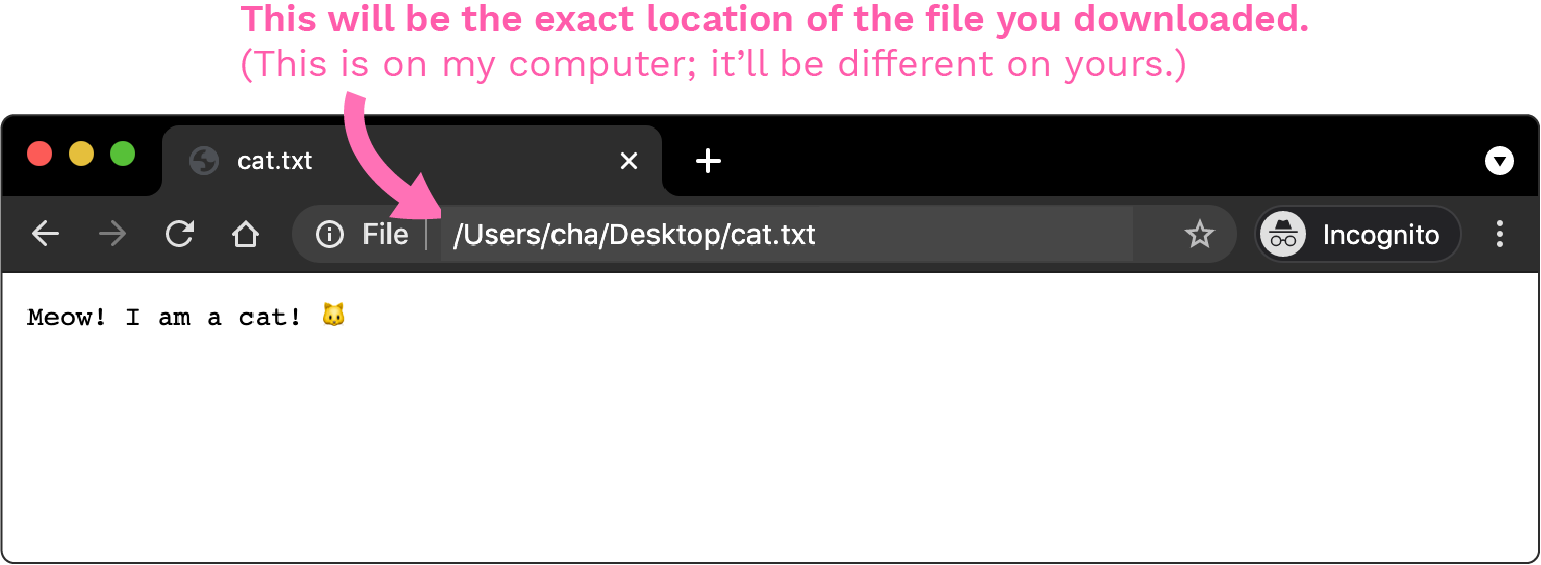 This will be the exact location of the file you downloaded.
(This is on my computer; it’ll be different on yours.)
cat.txt
File /Users/cha/Desktop/cat.txt Incognito
Meow! I am a cat! 🐱